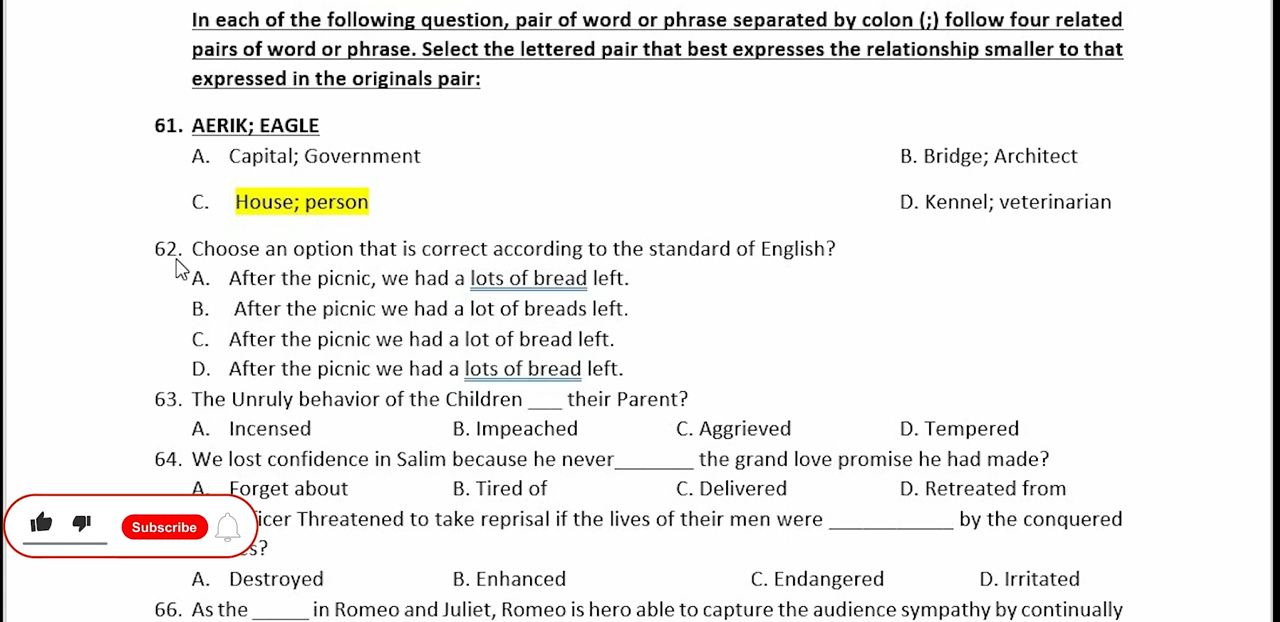 In each of the following question, pair of word or phrase separated by colon (;) follow four related
pairs of word or phrase. Select the lettered pair that best expresses the relationship smaller to that
expressed in the originals pair:
61. AERIK; EAGLE
A. Capital; Government B. Bridge; Architect
C. House; person D. Kennel; veterinarian
62. Choose an option that is correct according to the standard of English?
A. After the picnic, we had a lots of bread left.
B. After the picnic we had a lot of breads left.
C. After the picnic we had a lot of bread left.
D. After the picnic we had a lots of bread left.
63. The Unruly behavior of the Children ___ their Parent?
A. Incensed B. Impeached C. Aggrieved D. Tempered
64. We lost confidence in Salim because he never_______ the grand love promise he had made?
A. Forget about B. Tired of C. Delivered D. Retreated from
Threatened to take reprisal if the lives of their men were ___________ by the conquered
Subscribe
A. Destroyed B. Enhanced C. Endangered D. Irritated
66. As the _____ in Romeo and Juliet, Romeo is hero able to capture the audience sympathy by continually